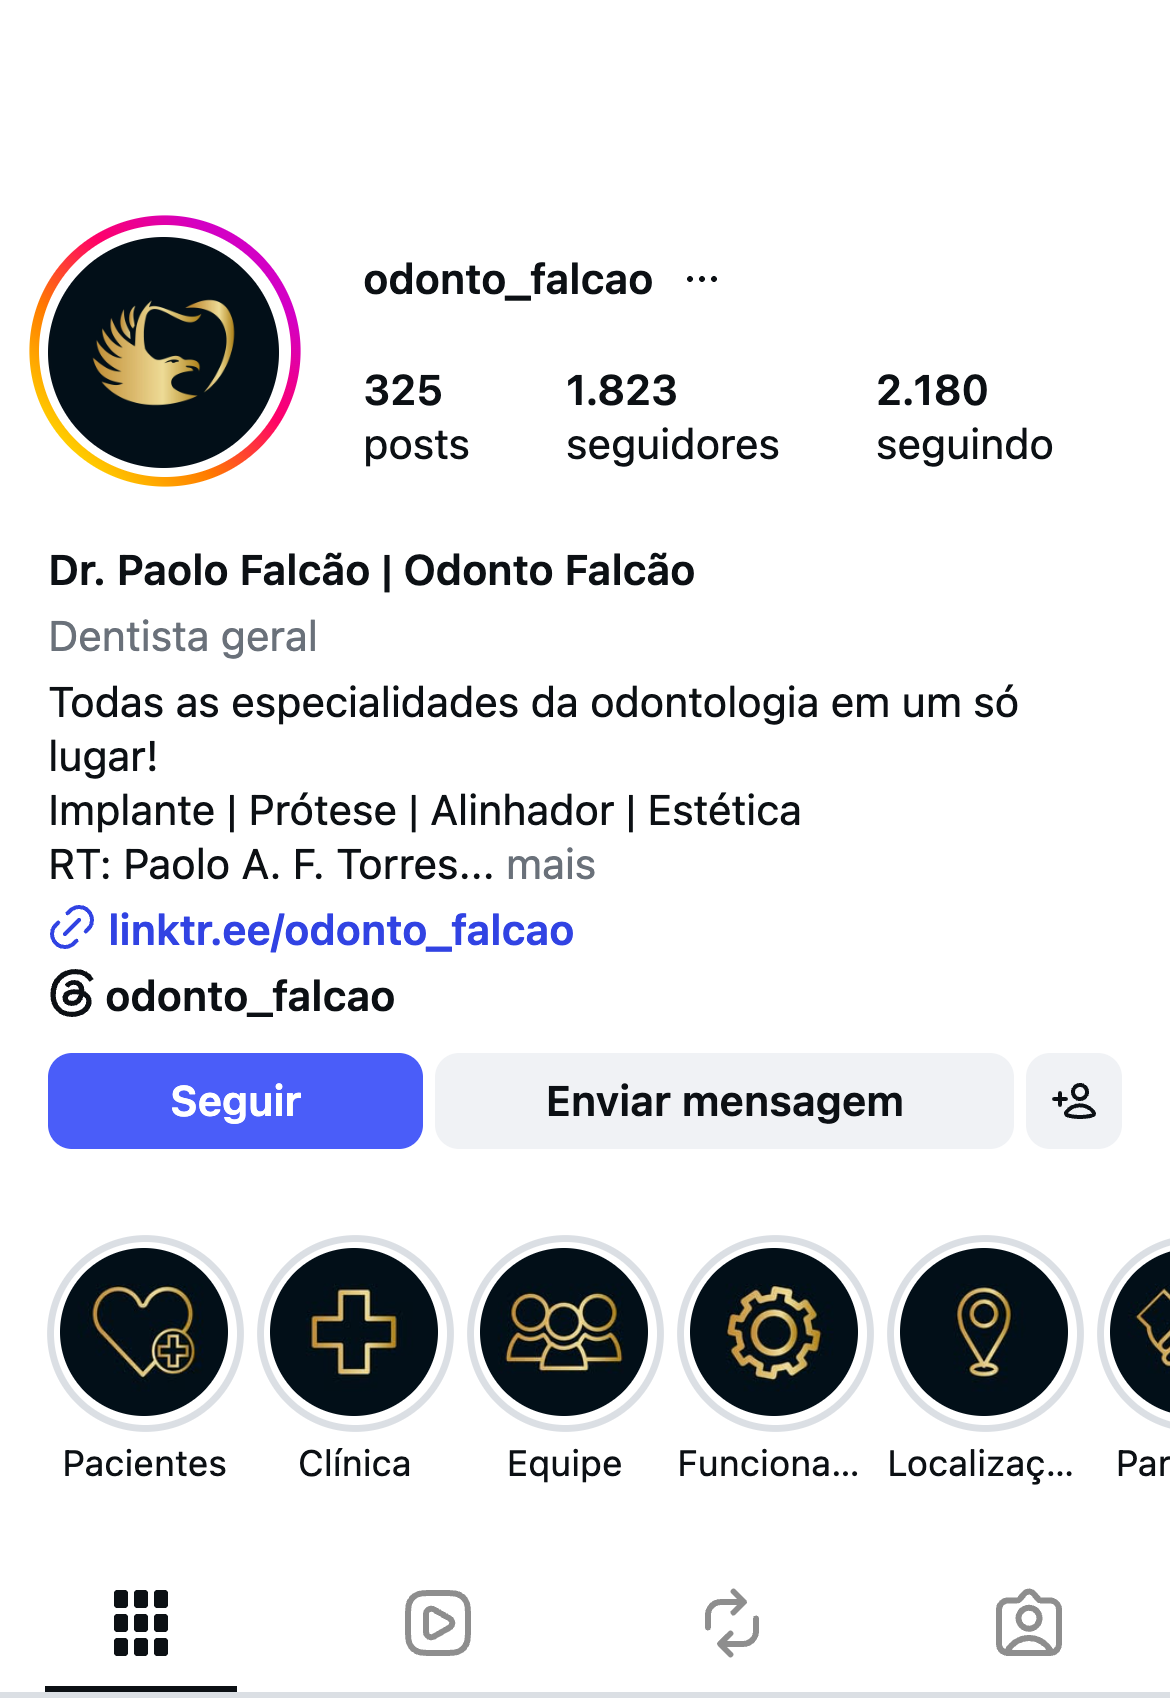 odonto_falcao ...
325 1.823 2.180
posts seguidores seguindo
Dr. Paolo Falcão | Odonto Falcão
Dentista geral
Todas as especialidades da odontologia em um só
lugar!
Implante | Prótese | Alinhador | Estética
RT: Paolo A. F. Torres... mais
linktr.ee/odonto_falcao
odonto_falcao
Seguir Enviar mensagem
Pacientes Clínica Equipe Funciona... Localizaç... Par